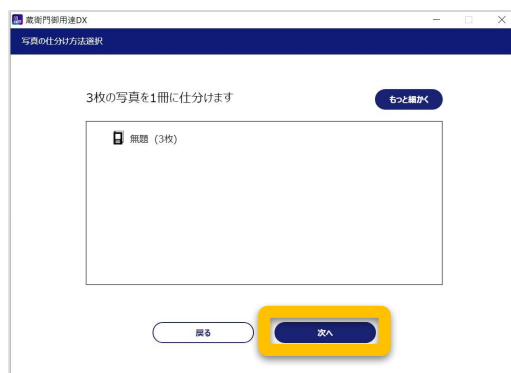 蔵衛門御用達DX
写真の仕分け方法選択
3枚の写真を1冊に仕分けます
もっと細かく
無題 (3枚)
戻る
次へ